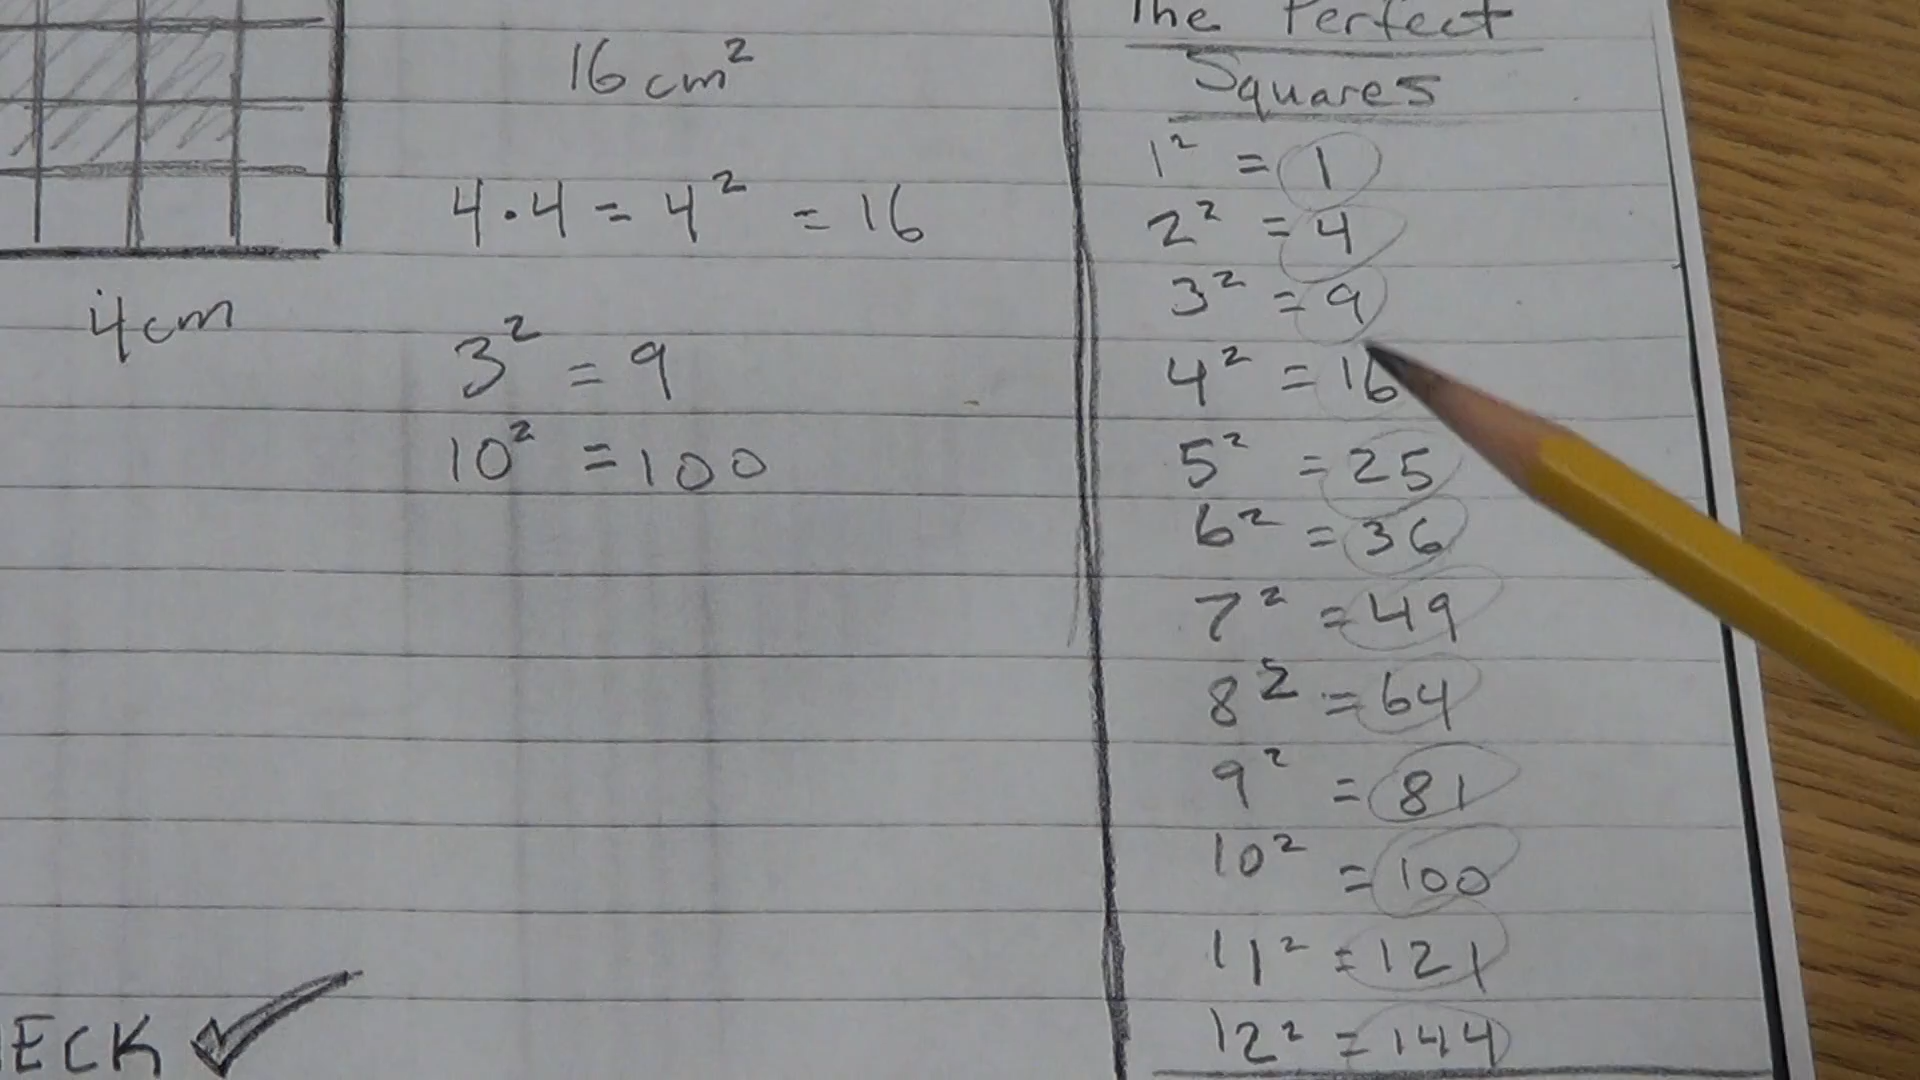 16 cm²
4 · 4 = 4² = 16
4cm
3² = 9
10² = 100
The Perfect
Squares
1² = 1
2² = 4
3² = 9
4² = 16
5² = 25
6² = 36
7² = 49
8² = 64
9² = 81
10² = 100
11² = 121
12² = 144
ECK